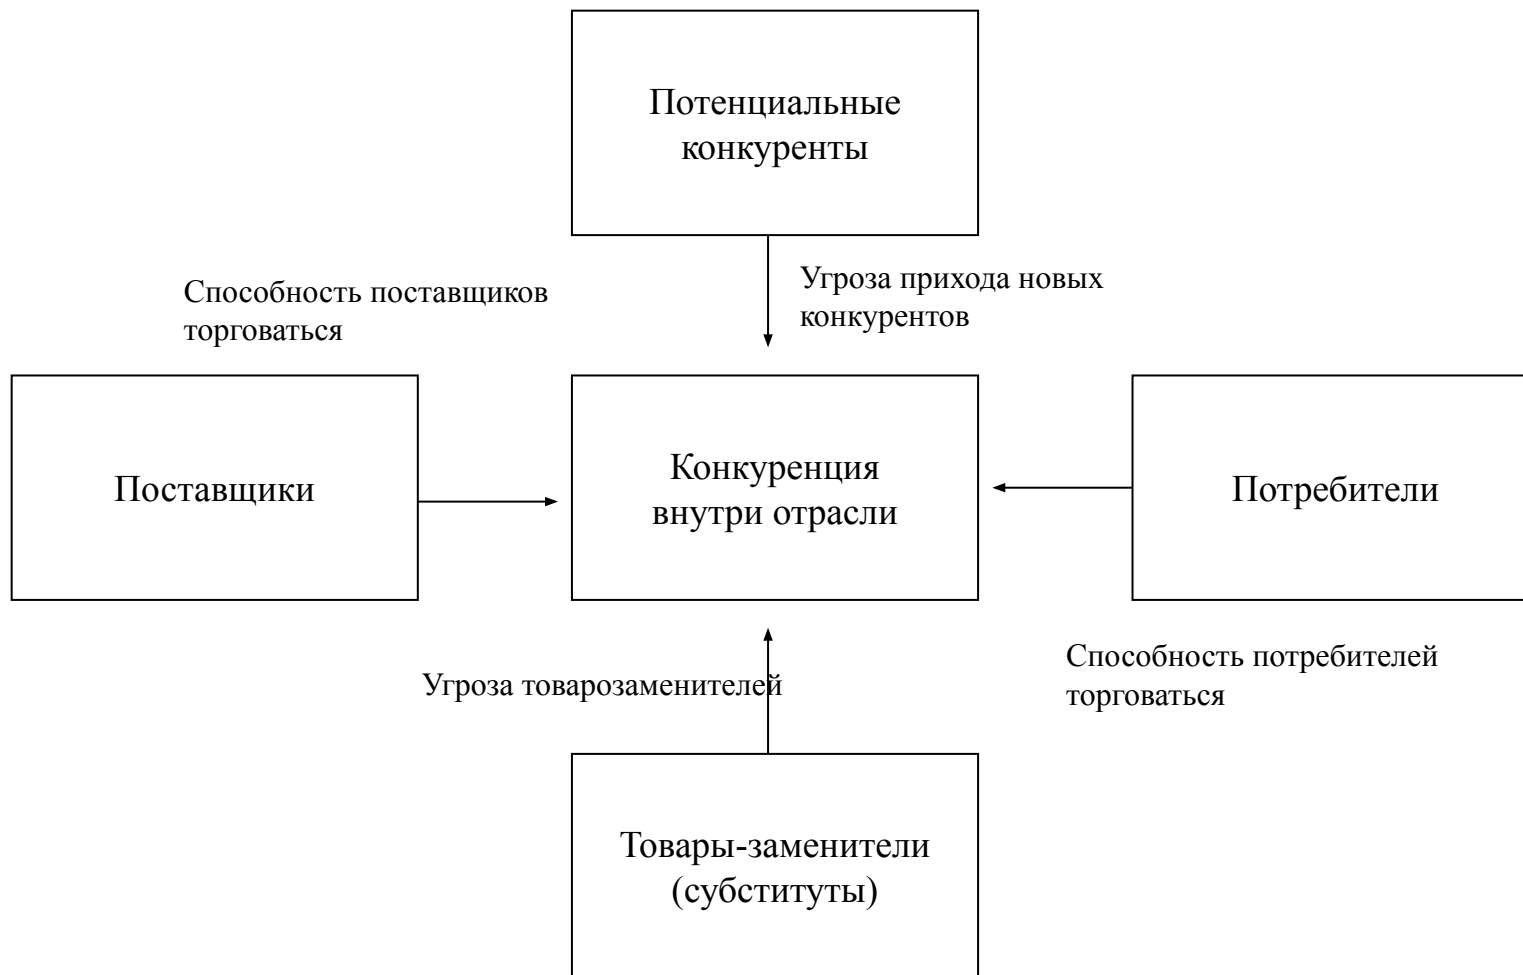 Потенциальные
конкуренты
Способность поставщиков
торговаться
Угроза прихода новых
конкурентов
Поставщики
Конкуренция
внутри отрасли
Потребители
Угроза товарозаменителей
Способность потребителей
торговаться
Товары-заменители
(субституты)